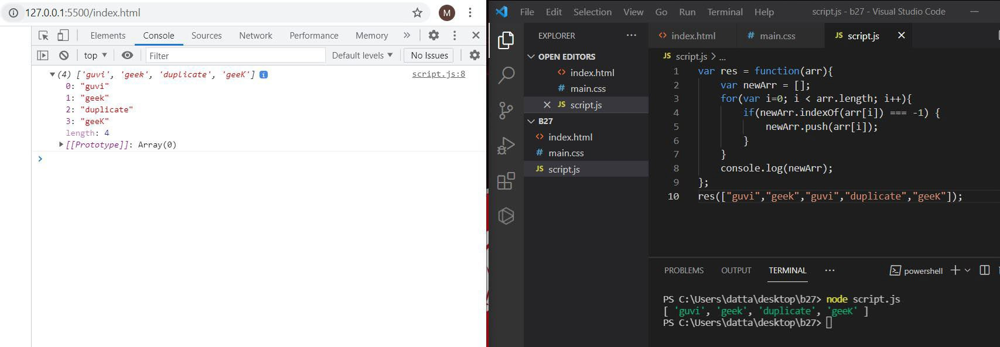 127.0.0.1:5500/index.html M
Elements Console Sources Network Performance Memory »
top Filter Default levels No Issues
(4) ['guvi', 'geek', 'duplicate', 'geeK'] i script.js:8
0: "guvi"
1: "geek"
2: "duplicate"
3: "geeK"
length: 4
[[Prototype]]: Array(0)
>
File Edit Selection View Go Run Terminal Help script.js - b27 - Visual Studio Code
EXPLORER ...
OPEN EDITORS
<> index.html
# main.css
JS script.js
B27
<> index.html
# main.css
JS script.js
<> index.html # main.css JS script.js
JS script.js > ...
1 var res = function(arr){
2 var newArr = [];
3 for(var i=0; i < arr.length; i++){
4 if(newArr.indexOf(arr[i]) === -1) {
5 newArr.push(arr[i]);
6 }
7 }
8 console.log(newArr);
9 };
10 res(["guvi","geek","guvi","duplicate","geeK"]);
PROBLEMS OUTPUT TERMINAL ... powershell
PS C:\Users\datta\desktop\b27> node script.js
[ 'guvi', 'geek', 'duplicate', 'geeK' ]
PS C:\Users\datta\desktop\b27>